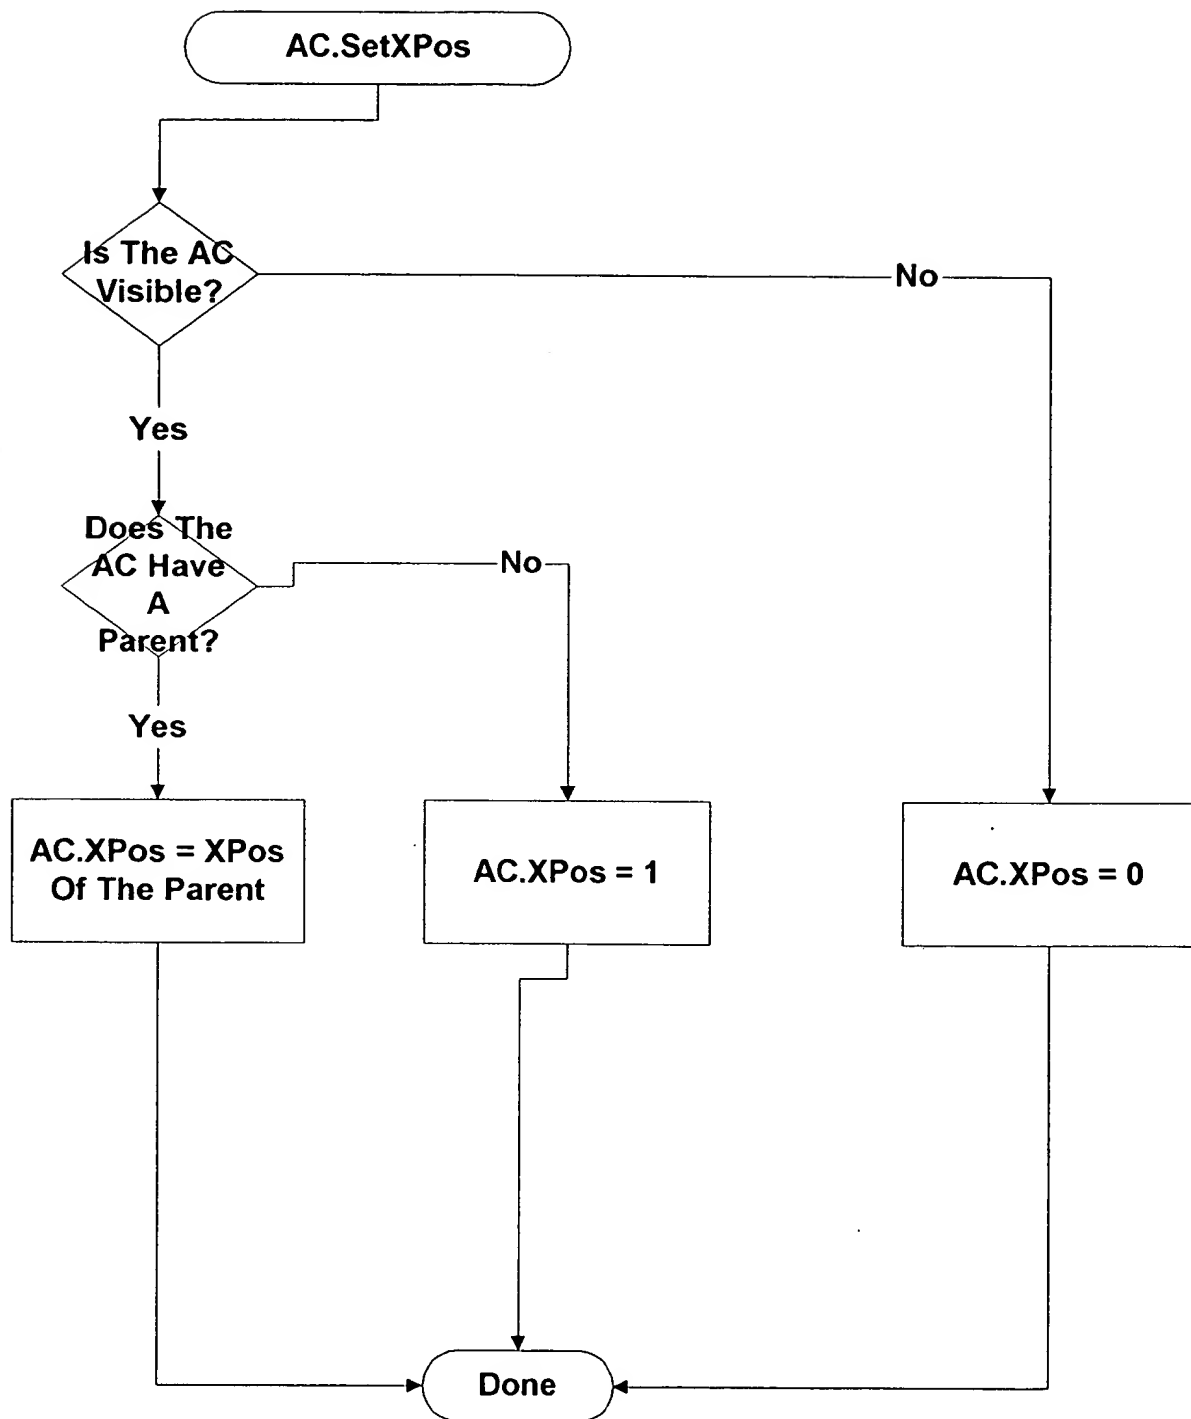 AC.SetXPos
Is The AC
Visible?
No
Yes
Does The
AC Have
A
Parent?
No
Yes
AC.XPos = XPos
Of The Parent
AC.XPos = 1
AC.XPos = 0
Done